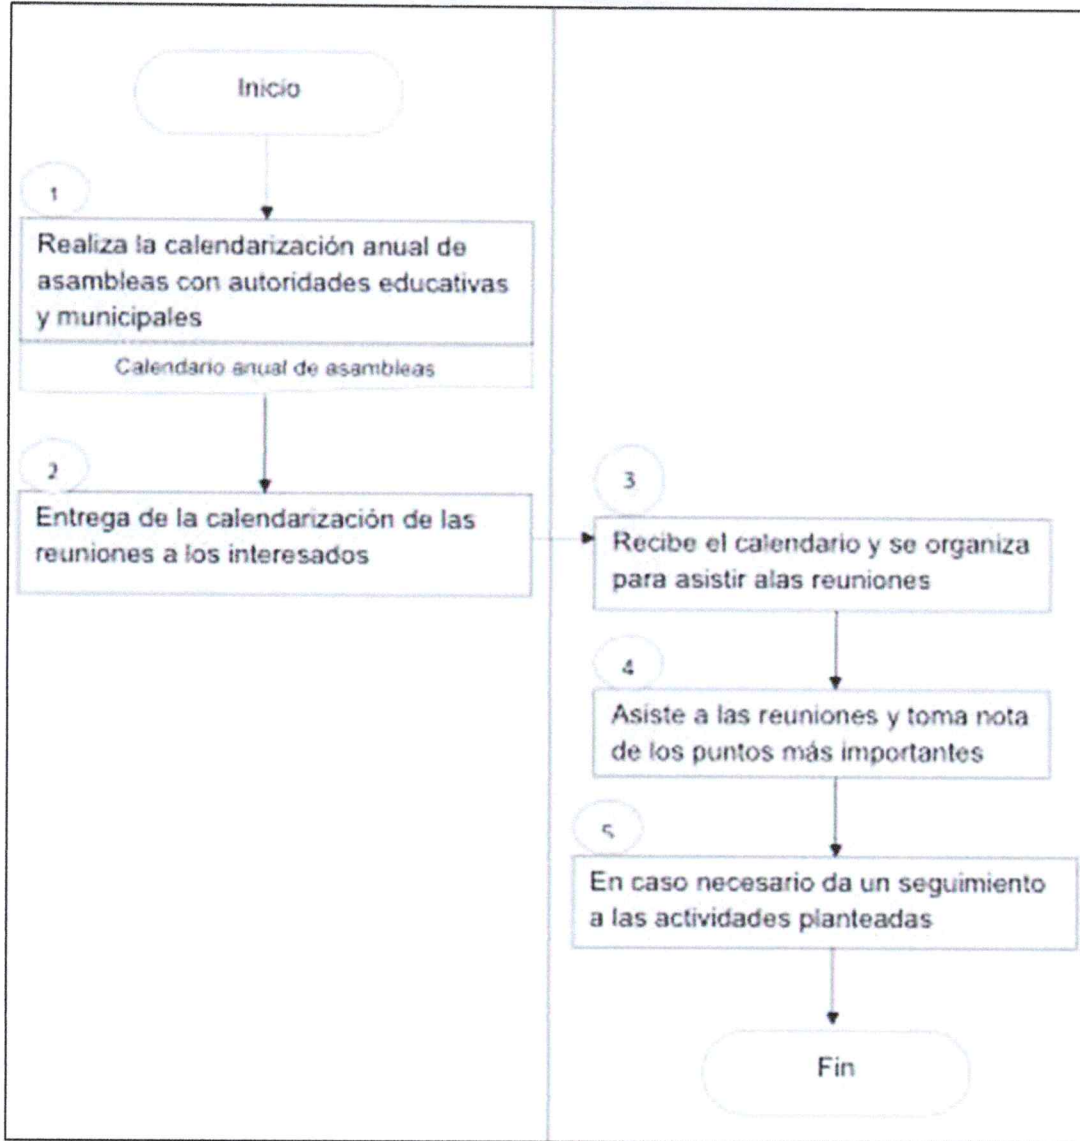 Inicio
1
Realiza la calendarización anual de
asambleas con autoridades educativas
y municipales
Calendario anual de asambleas
2
Entrega de la calendarización de las
reuniones a los interesados
3
Recibe el calendario y se organiza
para asistir alas reuniones
4
Asiste a las reuniones y toma nota
de los puntos más importantes
5
En caso necesario da un seguimiento
a las actividades planteadas
Fin